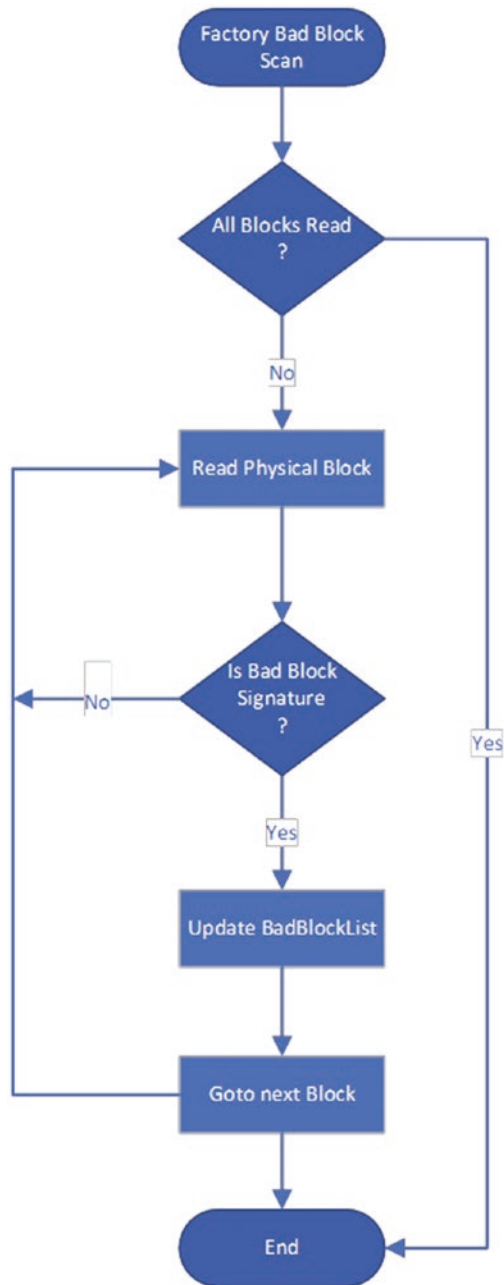 Factory Bad Block
Scan
All Blocks Read
?
No
Read Physical Block
Is Bad Block
Signature
?
No
Yes
Yes
Update BadBlockList
Goto next Block
End